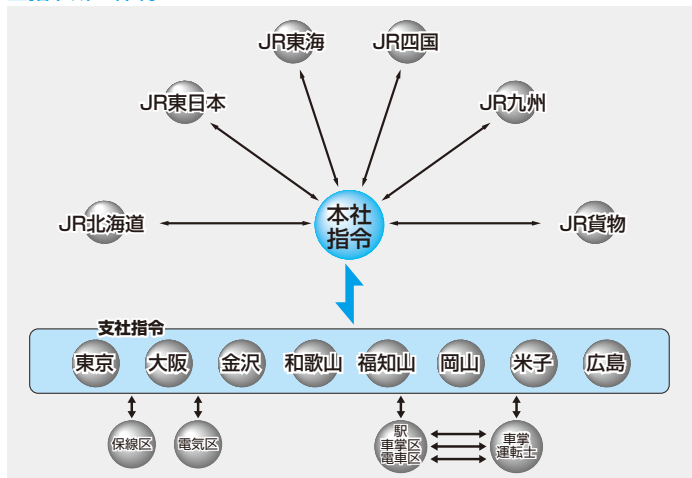 JR東海
JR四国
JR東日本
JR九州
JR北海道
本社
指令
JR貨物
支社指令
東京
大阪
金沢
和歌山
福知山
岡山
米子
広島
保線区
電気区
駅
車掌区
電車区
車掌
運転士